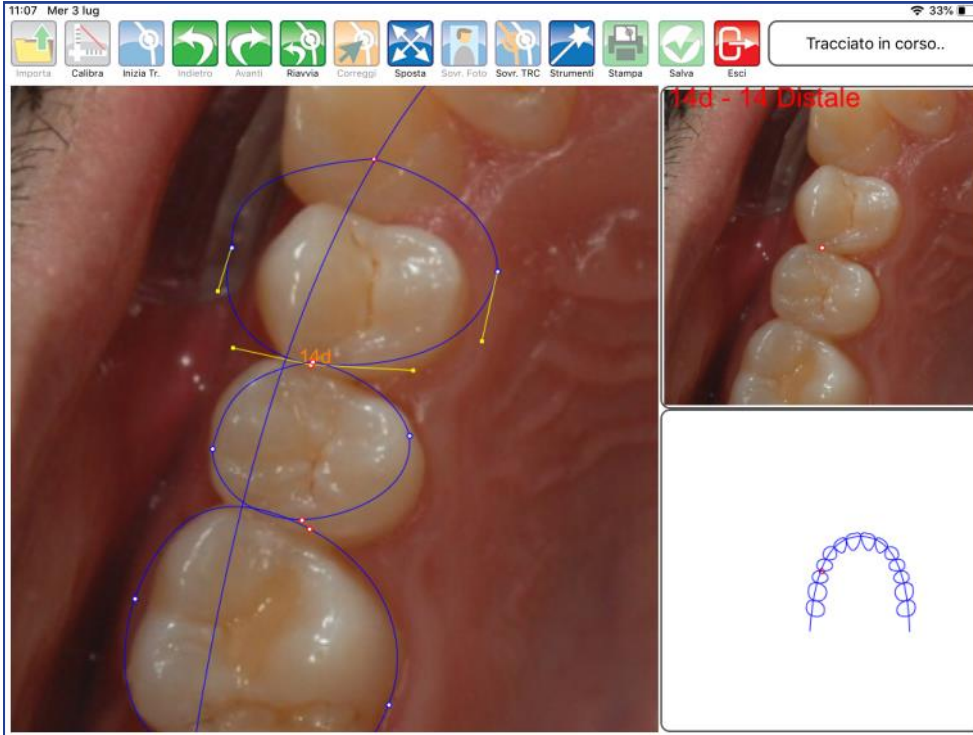 11:07 Mer 3 lug
33%
Importa Calibra Inizia Tr. Indietro Avanti Riavvia Correggi Sposta Sovr. Foto Sovr. TRC Strumenti Stampa Salva Esci
Tracciato in corso..
14d - 14 Distale
14d